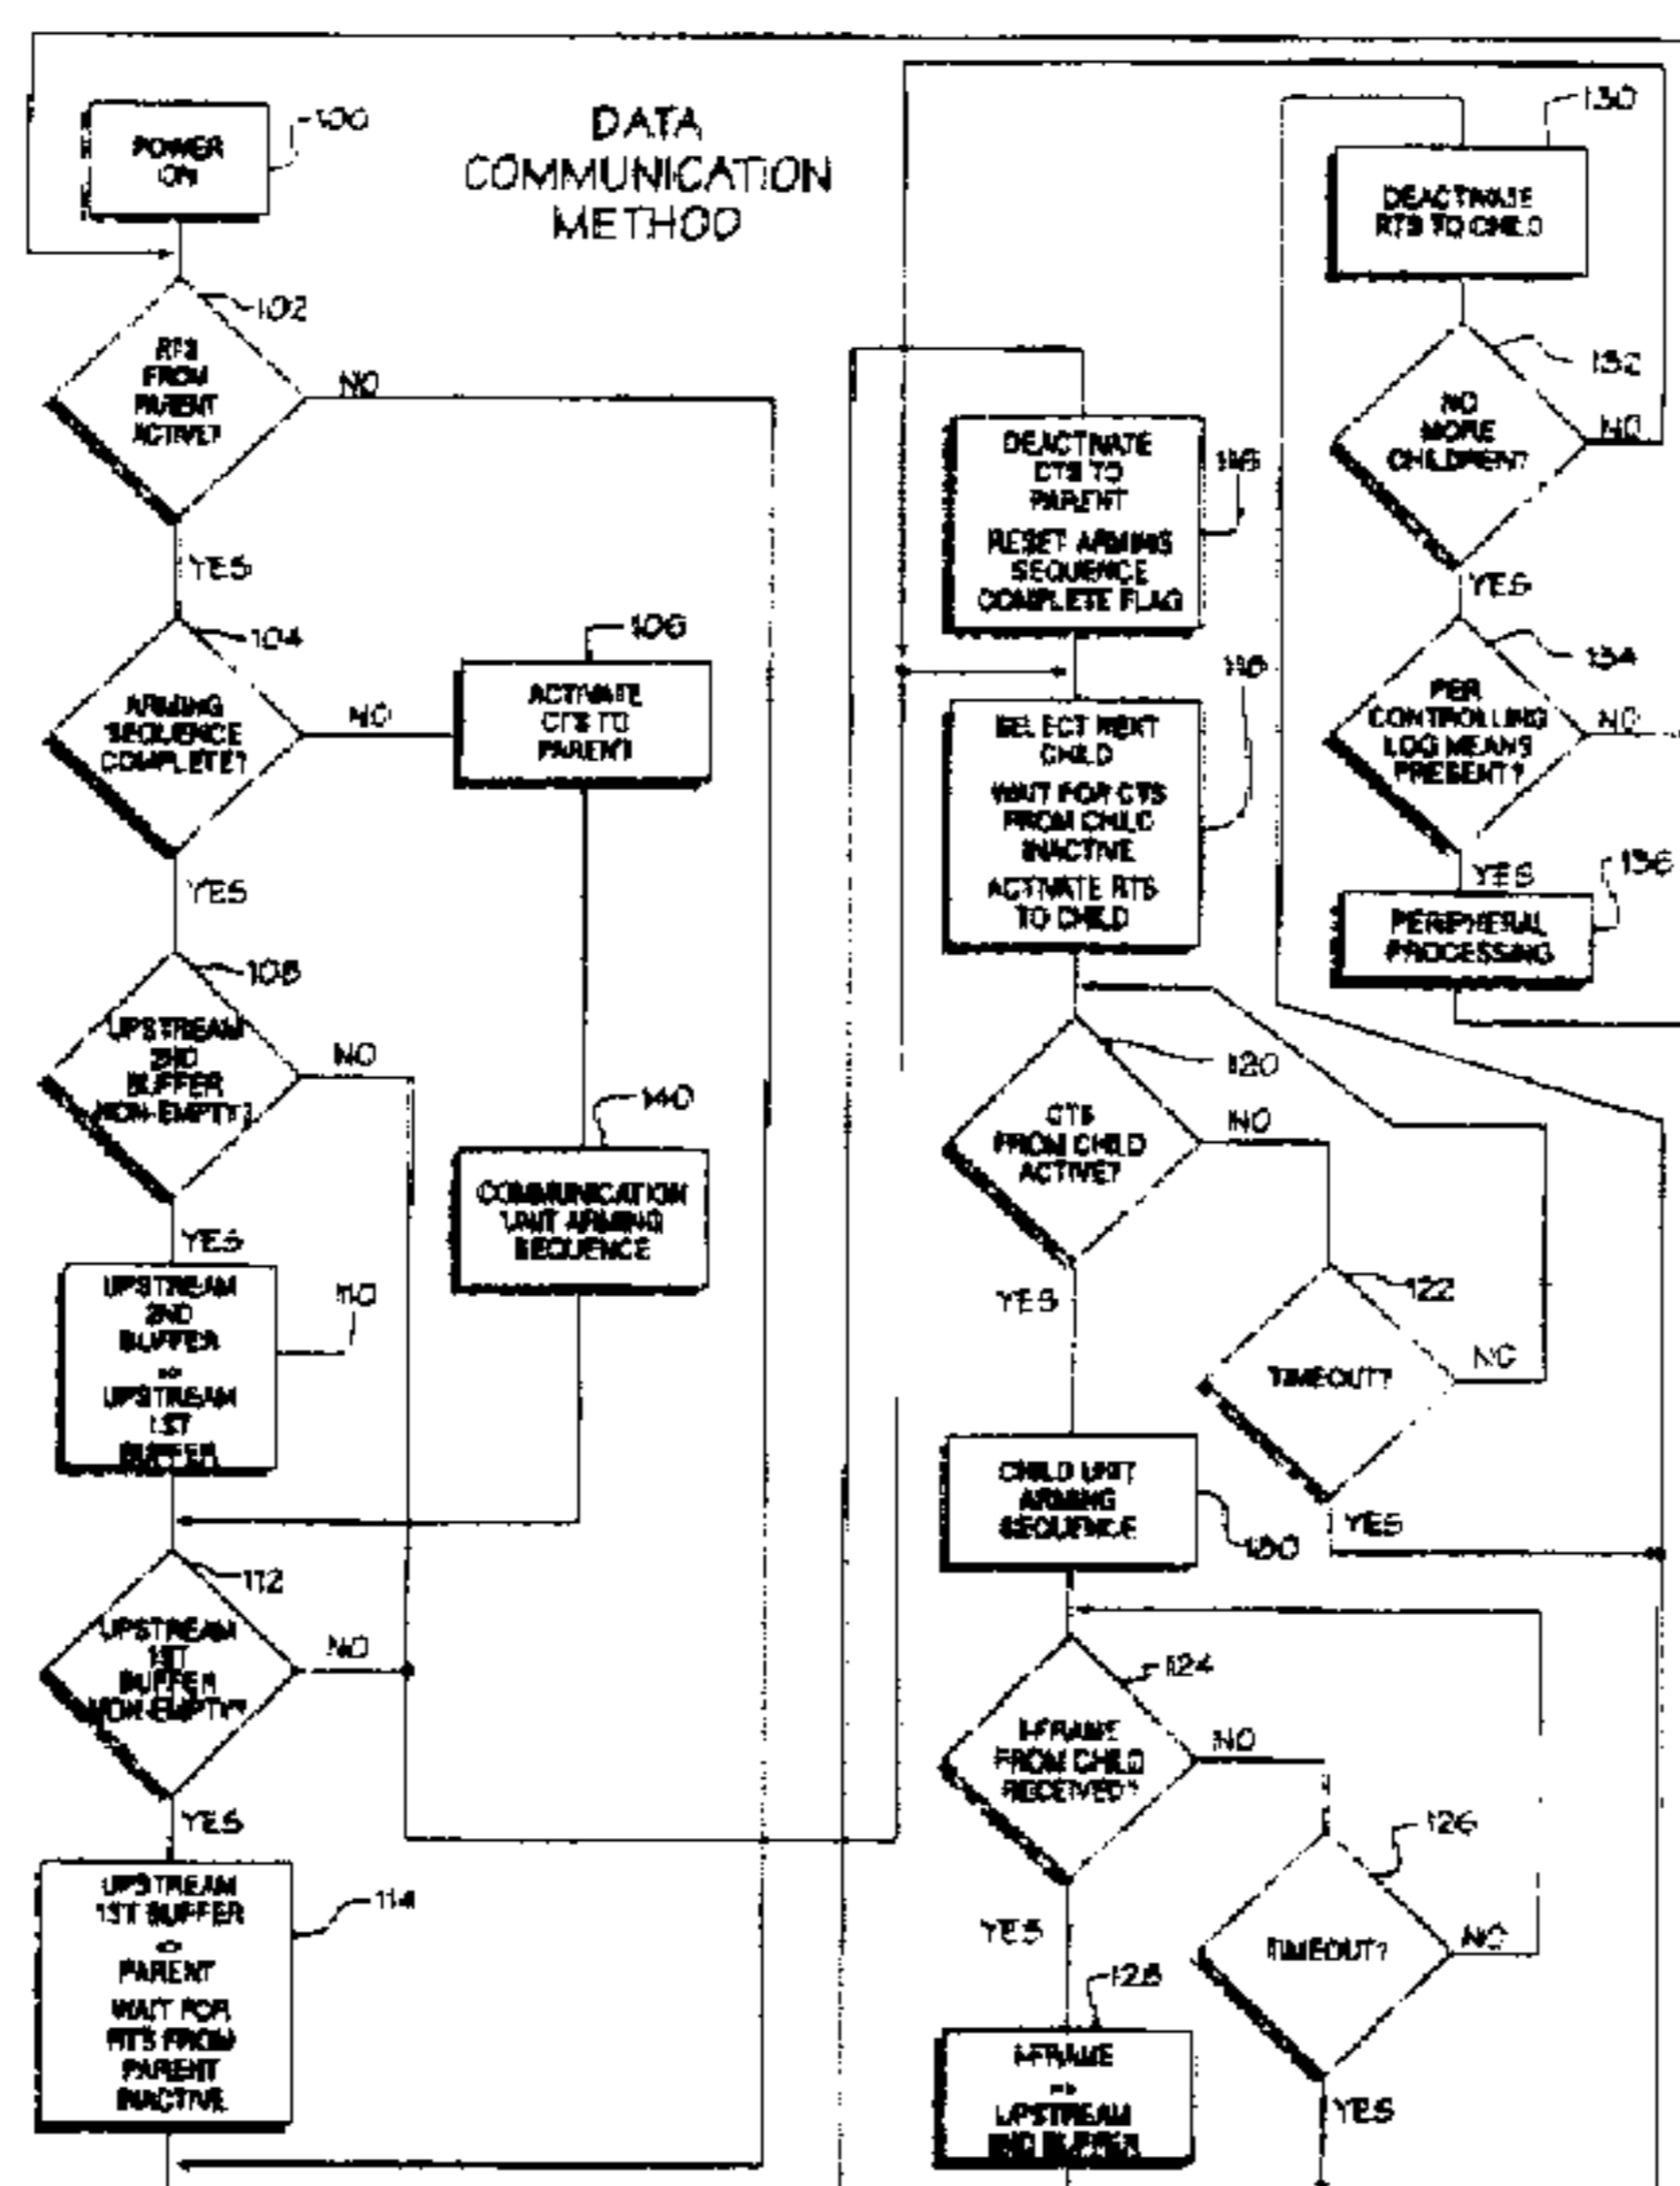 DATA
COMMUNICATION
METHOD
POWER
ON
100
102
RTS
FROM
PARENT
ACTIVE?
NO
YES
104
ARMING
SEQUENCE
COMPLETE?
NO
YES
106
ACTIVATE
CTS TO
PARENT
108
UPSTREAM
2ND
BUFFER
NON-EMPTY?
NO
YES
140
COMMUNICATION
UNIT ARMING
SEQUENCE
UPSTREAM
2ND
BUFFER
UPSTREAM
1ST
BUFFER
110
112
UPSTREAM
1ST
BUFFER
NON-EMPTY?
NO
YES
UPSTREAM
1ST BUFFER
PARENT
WAIT FOR
RTS FROM
PARENT
INACTIVE
114
DEACTIVATE
CTS TO
PARENT
RESET ARMING
SEQUENCE
COMPLETE FLAG
SELECT NEXT
CHILD
WAIT FOR CTS
FROM CHILD
INACTIVE
ACTIVATE RTS
TO CHILD
120
CTS
FROM CHILD
ACTIVE?
NO
YES
122
TIMEOUT?
NO
YES
CHILD UNIT
ARMING
SEQUENCE
124
I-FRAME
FROM CHILD
RECEIVED?
NO
YES
126
TIMEOUT?
NO
YES
128
I-FRAME
UPSTREAM
2ND BUFFER
130
DEACTIVATE
RTS TO CHILD
132
NO
MORE
CHILDREN?
NO
YES
134
PER
CONTROLLING
LOG MEANS
PRESENT?
NO
YES
136
PERIPHERAL
PROCESSING